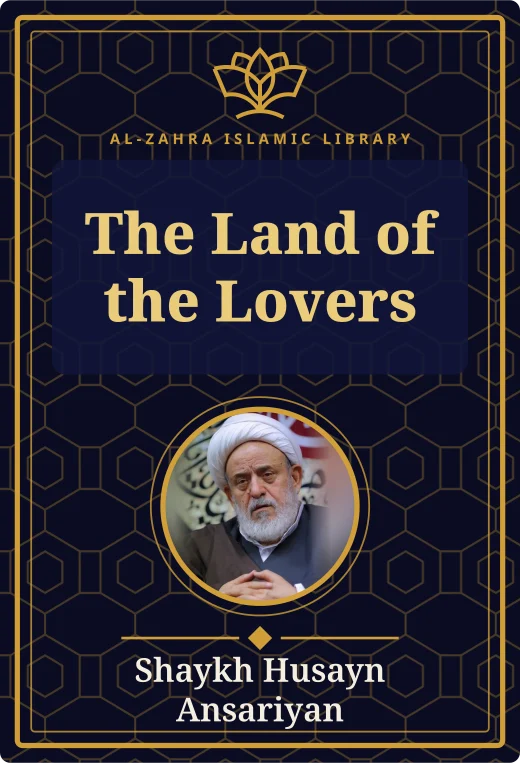 AL-ZAHRA ISLAMIC LIBRARY
The Land of
the Lovers
Shaykh Husayn
Ansariyan